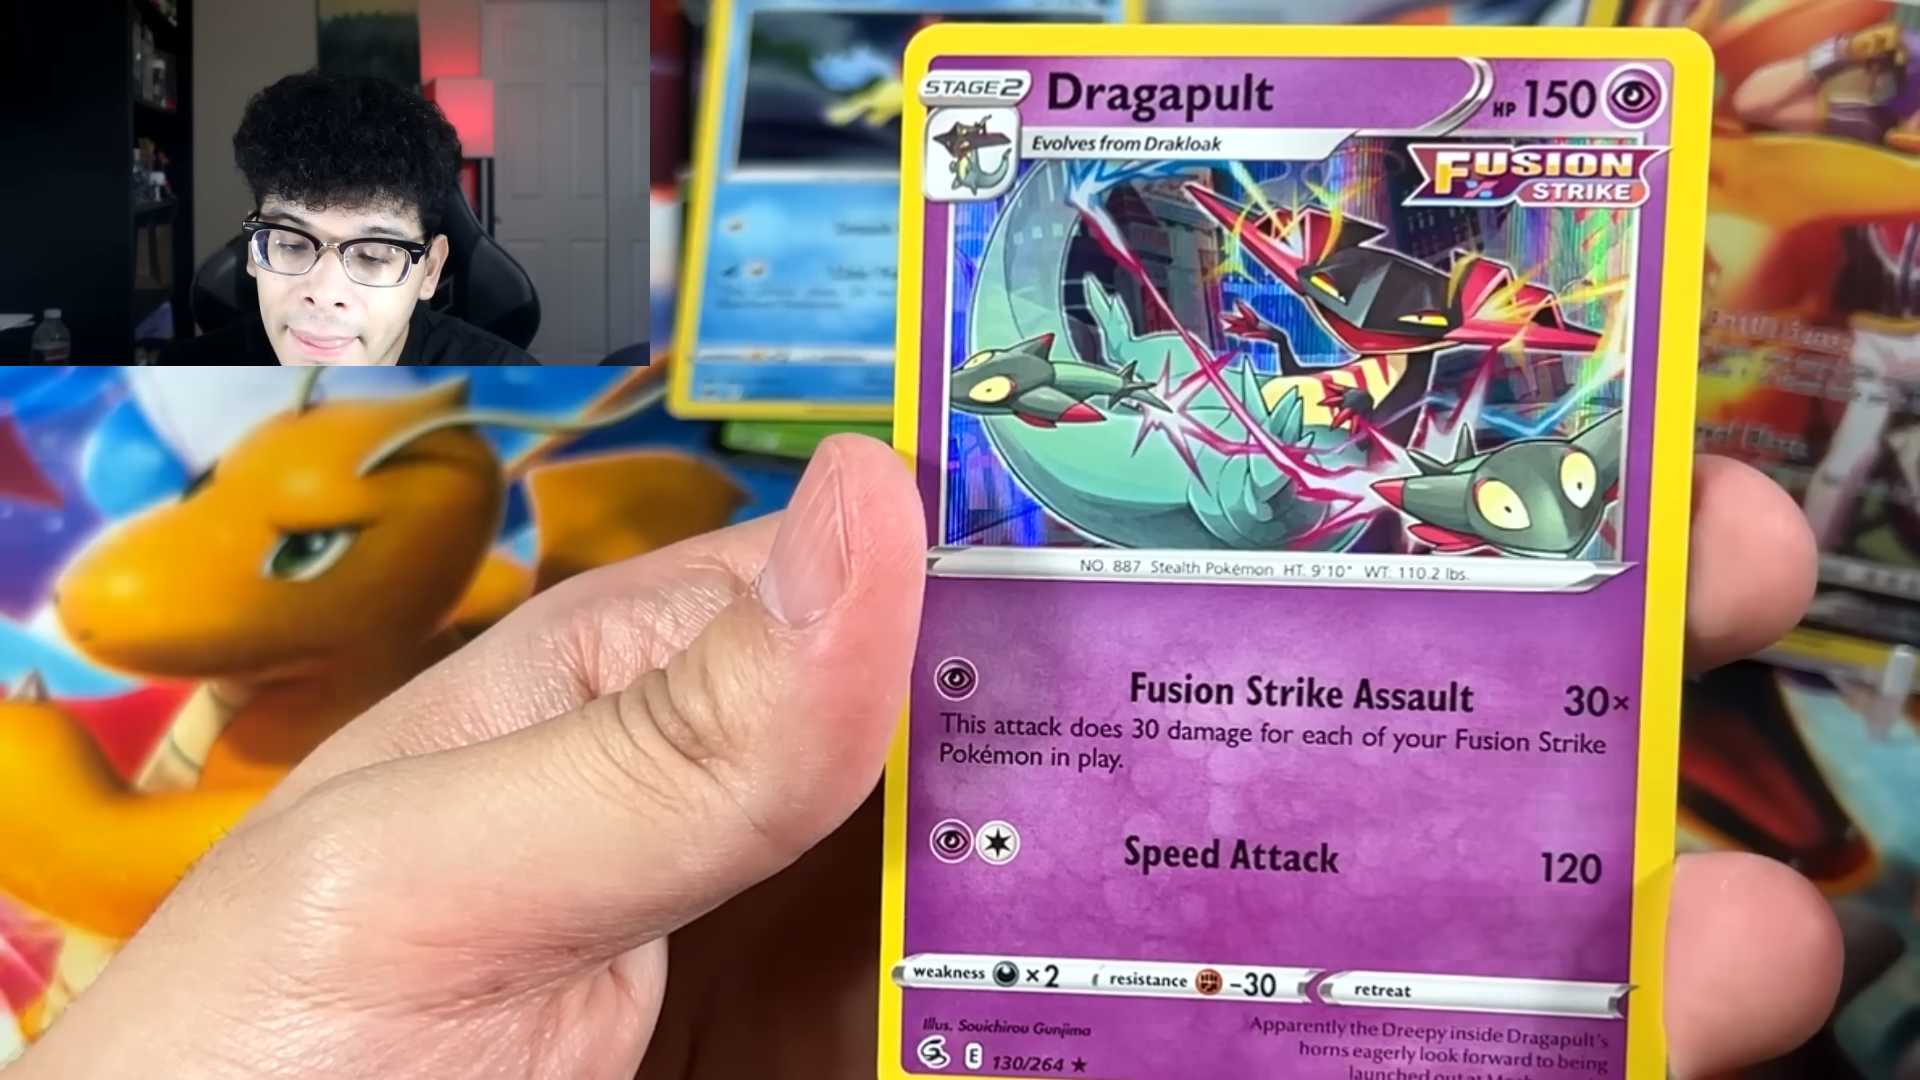 STAGE 2
Dragapult
HP 150
Evolves from Drakloak
FUSION
STRIKE
NO. 887 Stealth Pokémon HT: 9'10" WT: 110.2 lbs.
Fusion Strike Assault 30×
This attack does 30 damage for each of your Fusion Strike
Pokémon in play.
Speed Attack 120
weakness ×2 resistance -30 retreat
Illus. Souichirou Gunjima
E 130/264 ★
Apparently the Dreepy inside Dragapult's
horns eagerly look forward to being
launched out at